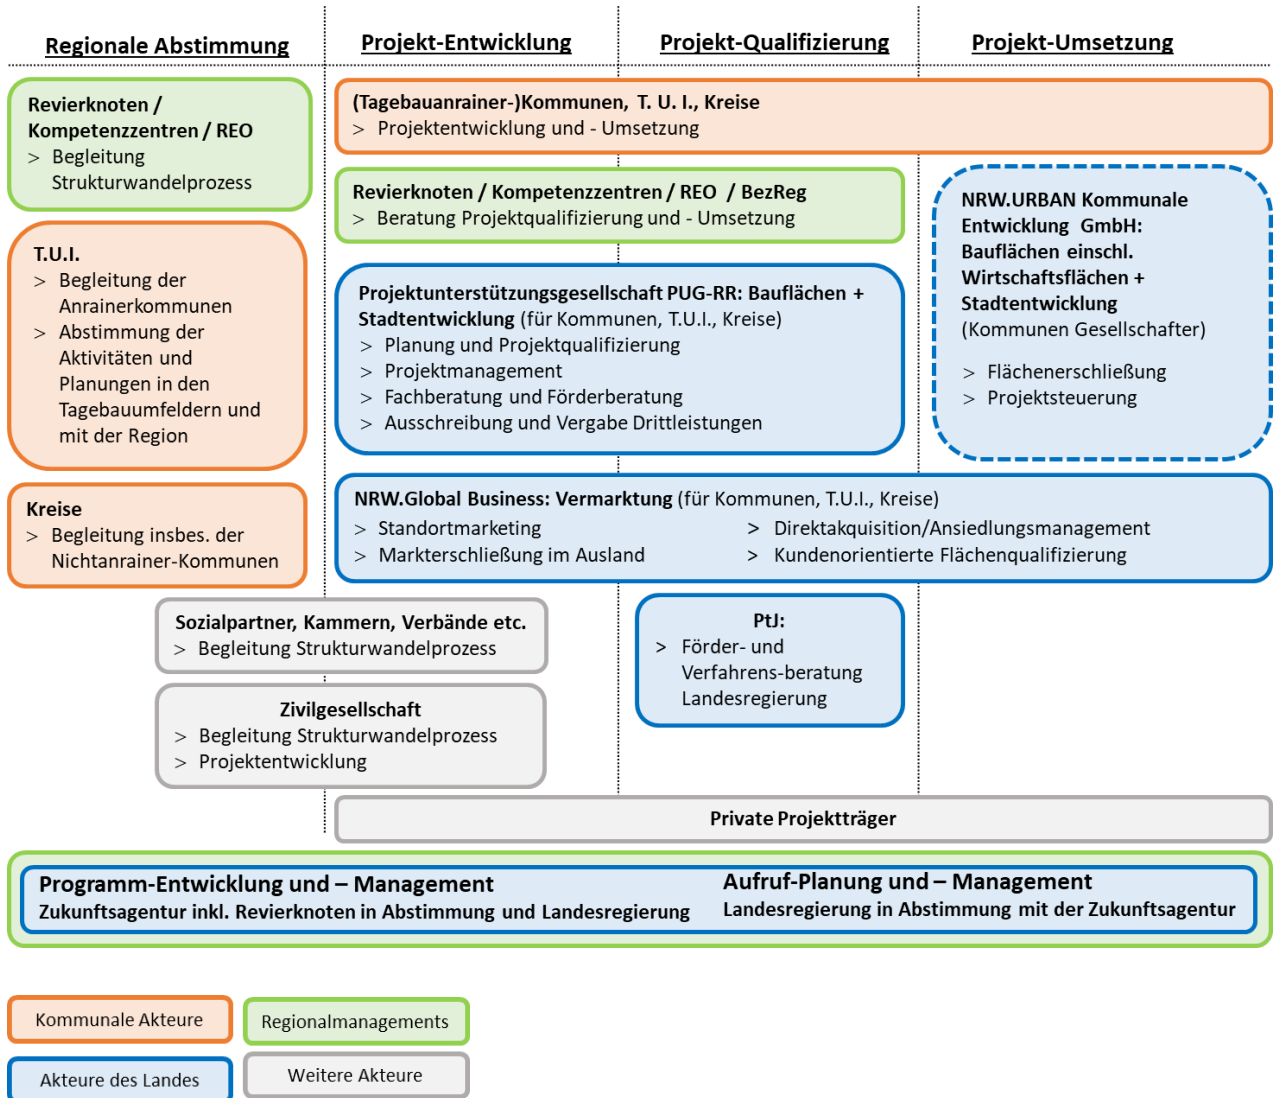 Regionale Abstimmung
Projekt-Entwicklung
Projekt-Qualifizierung
Projekt-Umsetzung
Revierknoten /
Kompetenzzentren / REO
> Begleitung
Strukturwandelprozess
T.U.I.
> Begleitung der
Anrainerkommunen
> Abstimmung der
Aktivitäten und
Planungen in den
Tagebauumfeldern und
mit der Region
Kreise
> Begleitung insbes. der
Nichtanrainer-Kommunen
(Tagebauanrainer-)Kommunen, T. U. I., Kreise
> Projektentwicklung und - Umsetzung
Revierknoten / Kompetenzzentren / REO / BezReg
> Beratung Projektqualifizierung und - Umsetzung
Projektunterstützungsgesellschaft PUG-RR: Bauflächen +
Stadtentwicklung (für Kommunen, T.U.I., Kreise)
> Planung und Projektqualifizierung
> Projektmanagement
> Fachberatung und Förderberatung
> Ausschreibung und Vergabe Drittleistungen
NRW.URBAN Kommunale
Entwicklung GmbH:
Bauflächen einschl.
Wirtschaftsflächen +
Stadtentwicklung
(Kommunen Gesellschafter)
> Flächenerschließung
> Projektsteuerung
NRW.Global Business: Vermarktung (für Kommunen, T.U.I., Kreise)
> Standortmarketing
> Markterschließung im Ausland
> Direktakquisition/Ansiedlungsmanagement
> Kundenorientierte Flächenqualifizierung
Sozialpartner, Kammern, Verbände etc.
> Begleitung Strukturwandelprozess
Zivilgesellschaft
> Begleitung Strukturwandelprozess
> Projektentwicklung
PtJ:
> Förder- und
Verfahrens-beratung
Landesregierung
Private Projektträger
Programm-Entwicklung und – Management
Zukunftsagentur inkl. Revierknoten in Abstimmung und Landesregierung
Aufruf-Planung und – Management
Landesregierung in Abstimmung mit der Zukunftsagentur
Kommunale Akteure
Regionalmanagements
Akteure des Landes
Weitere Akteure